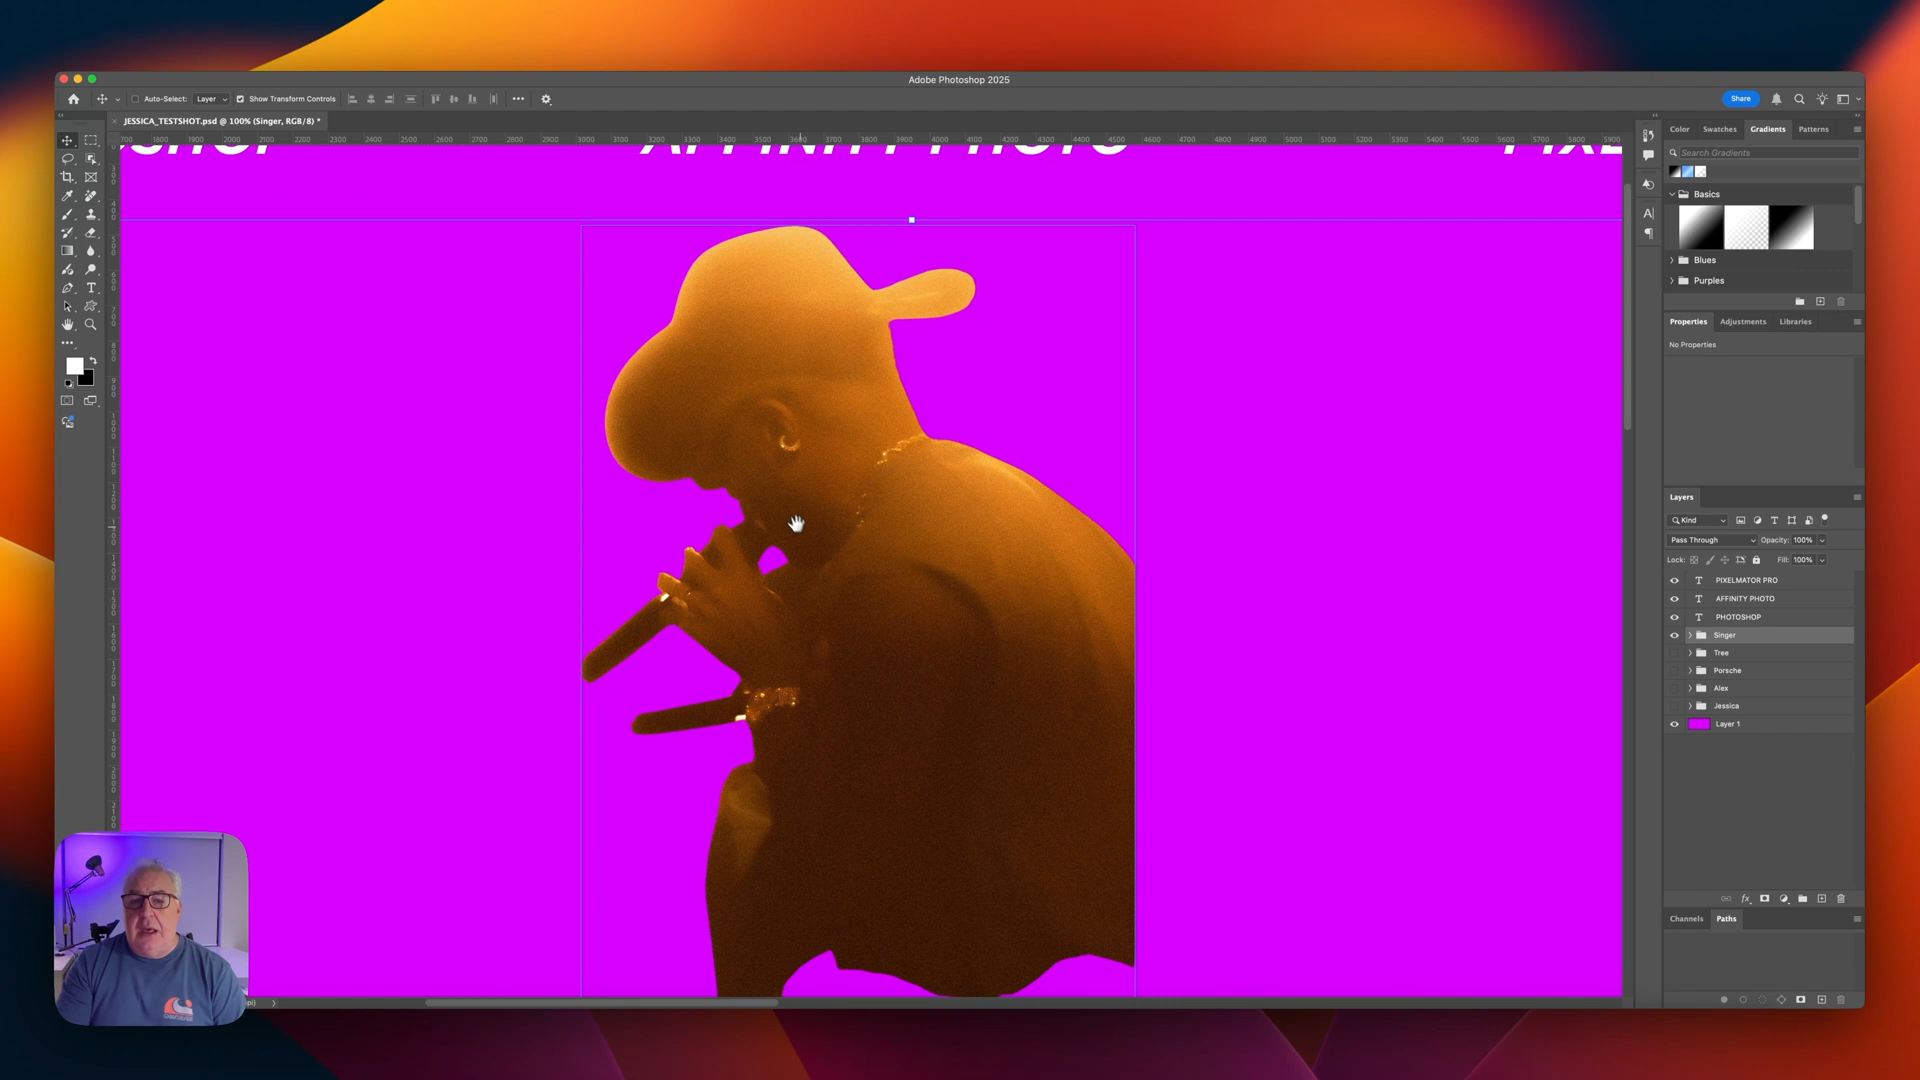 Adobe Photoshop 2025
Auto-Select: Layer Show Transform Controls
Share
JESSICA_TESTSHOT.psd @ 100% (Singer, RGB/8) *
AFFINITY PHOTO
Color Swatches Gradients Patterns
Search Gradients
Basics
Blues
Purples
Properties Adjustments Libraries
No Properties
Layers
Kind
Pass Through Opacity: 100%
Lock: Fill: 100%
PIXELMATOR PRO
AFFINITY PHOTO
PHOTOSHOP
Singer
Tree
Porsche
Alex
Jessica
Layer 1
Channels Paths